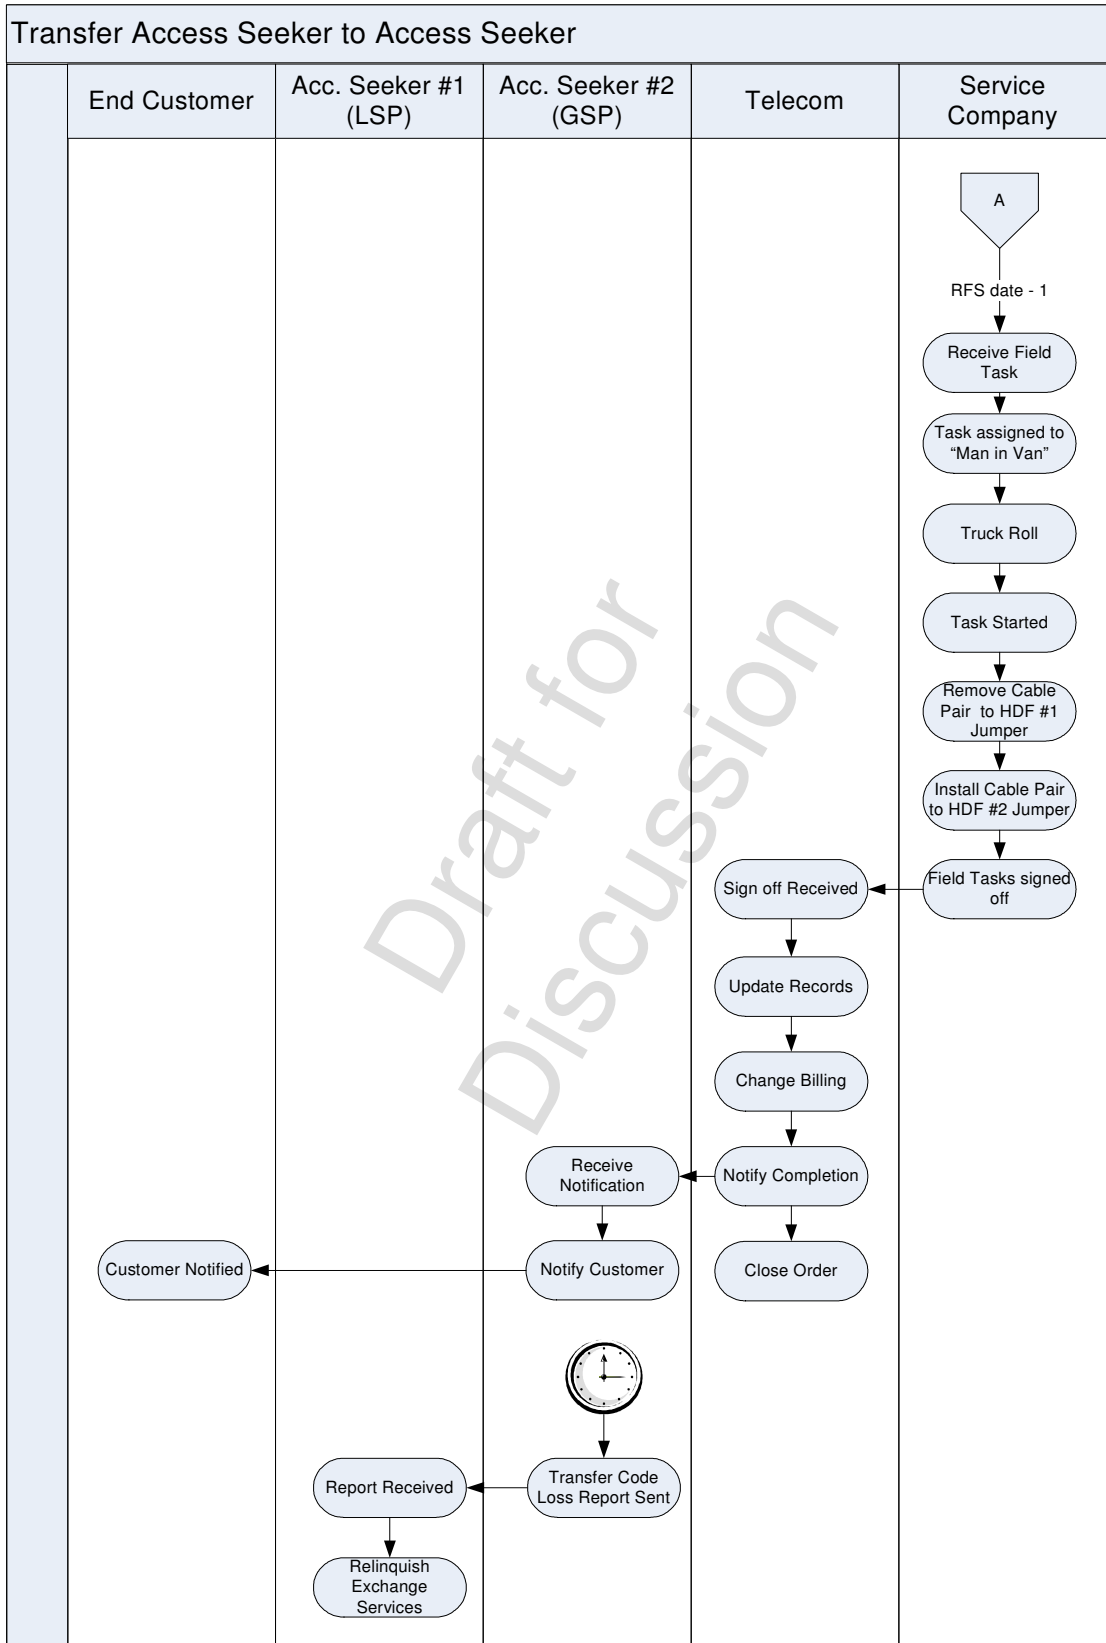 Transfer Access Seeker to Access Seeker
End Customer
Acc. Seeker #1
(LSP)
Acc. Seeker #2
(GSP)
Telecom
Service
Company
A
RFS date - 1
Receive Field
Task
Task assigned to
“Man in Van”
Truck Roll
Task Started
Remove Cable
Pair to HDF #1
Jumper
Install Cable Pair
to HDF #2 Jumper
Field Tasks signed
off
Sign off Received
Update Records
Change Billing
Notify Completion
Receive
Notification
Close Order
Notify Customer
Customer Notified
Transfer Code
Loss Report Sent
Report Received
Relinquish
Exchange
Services
Draft for
Discussion